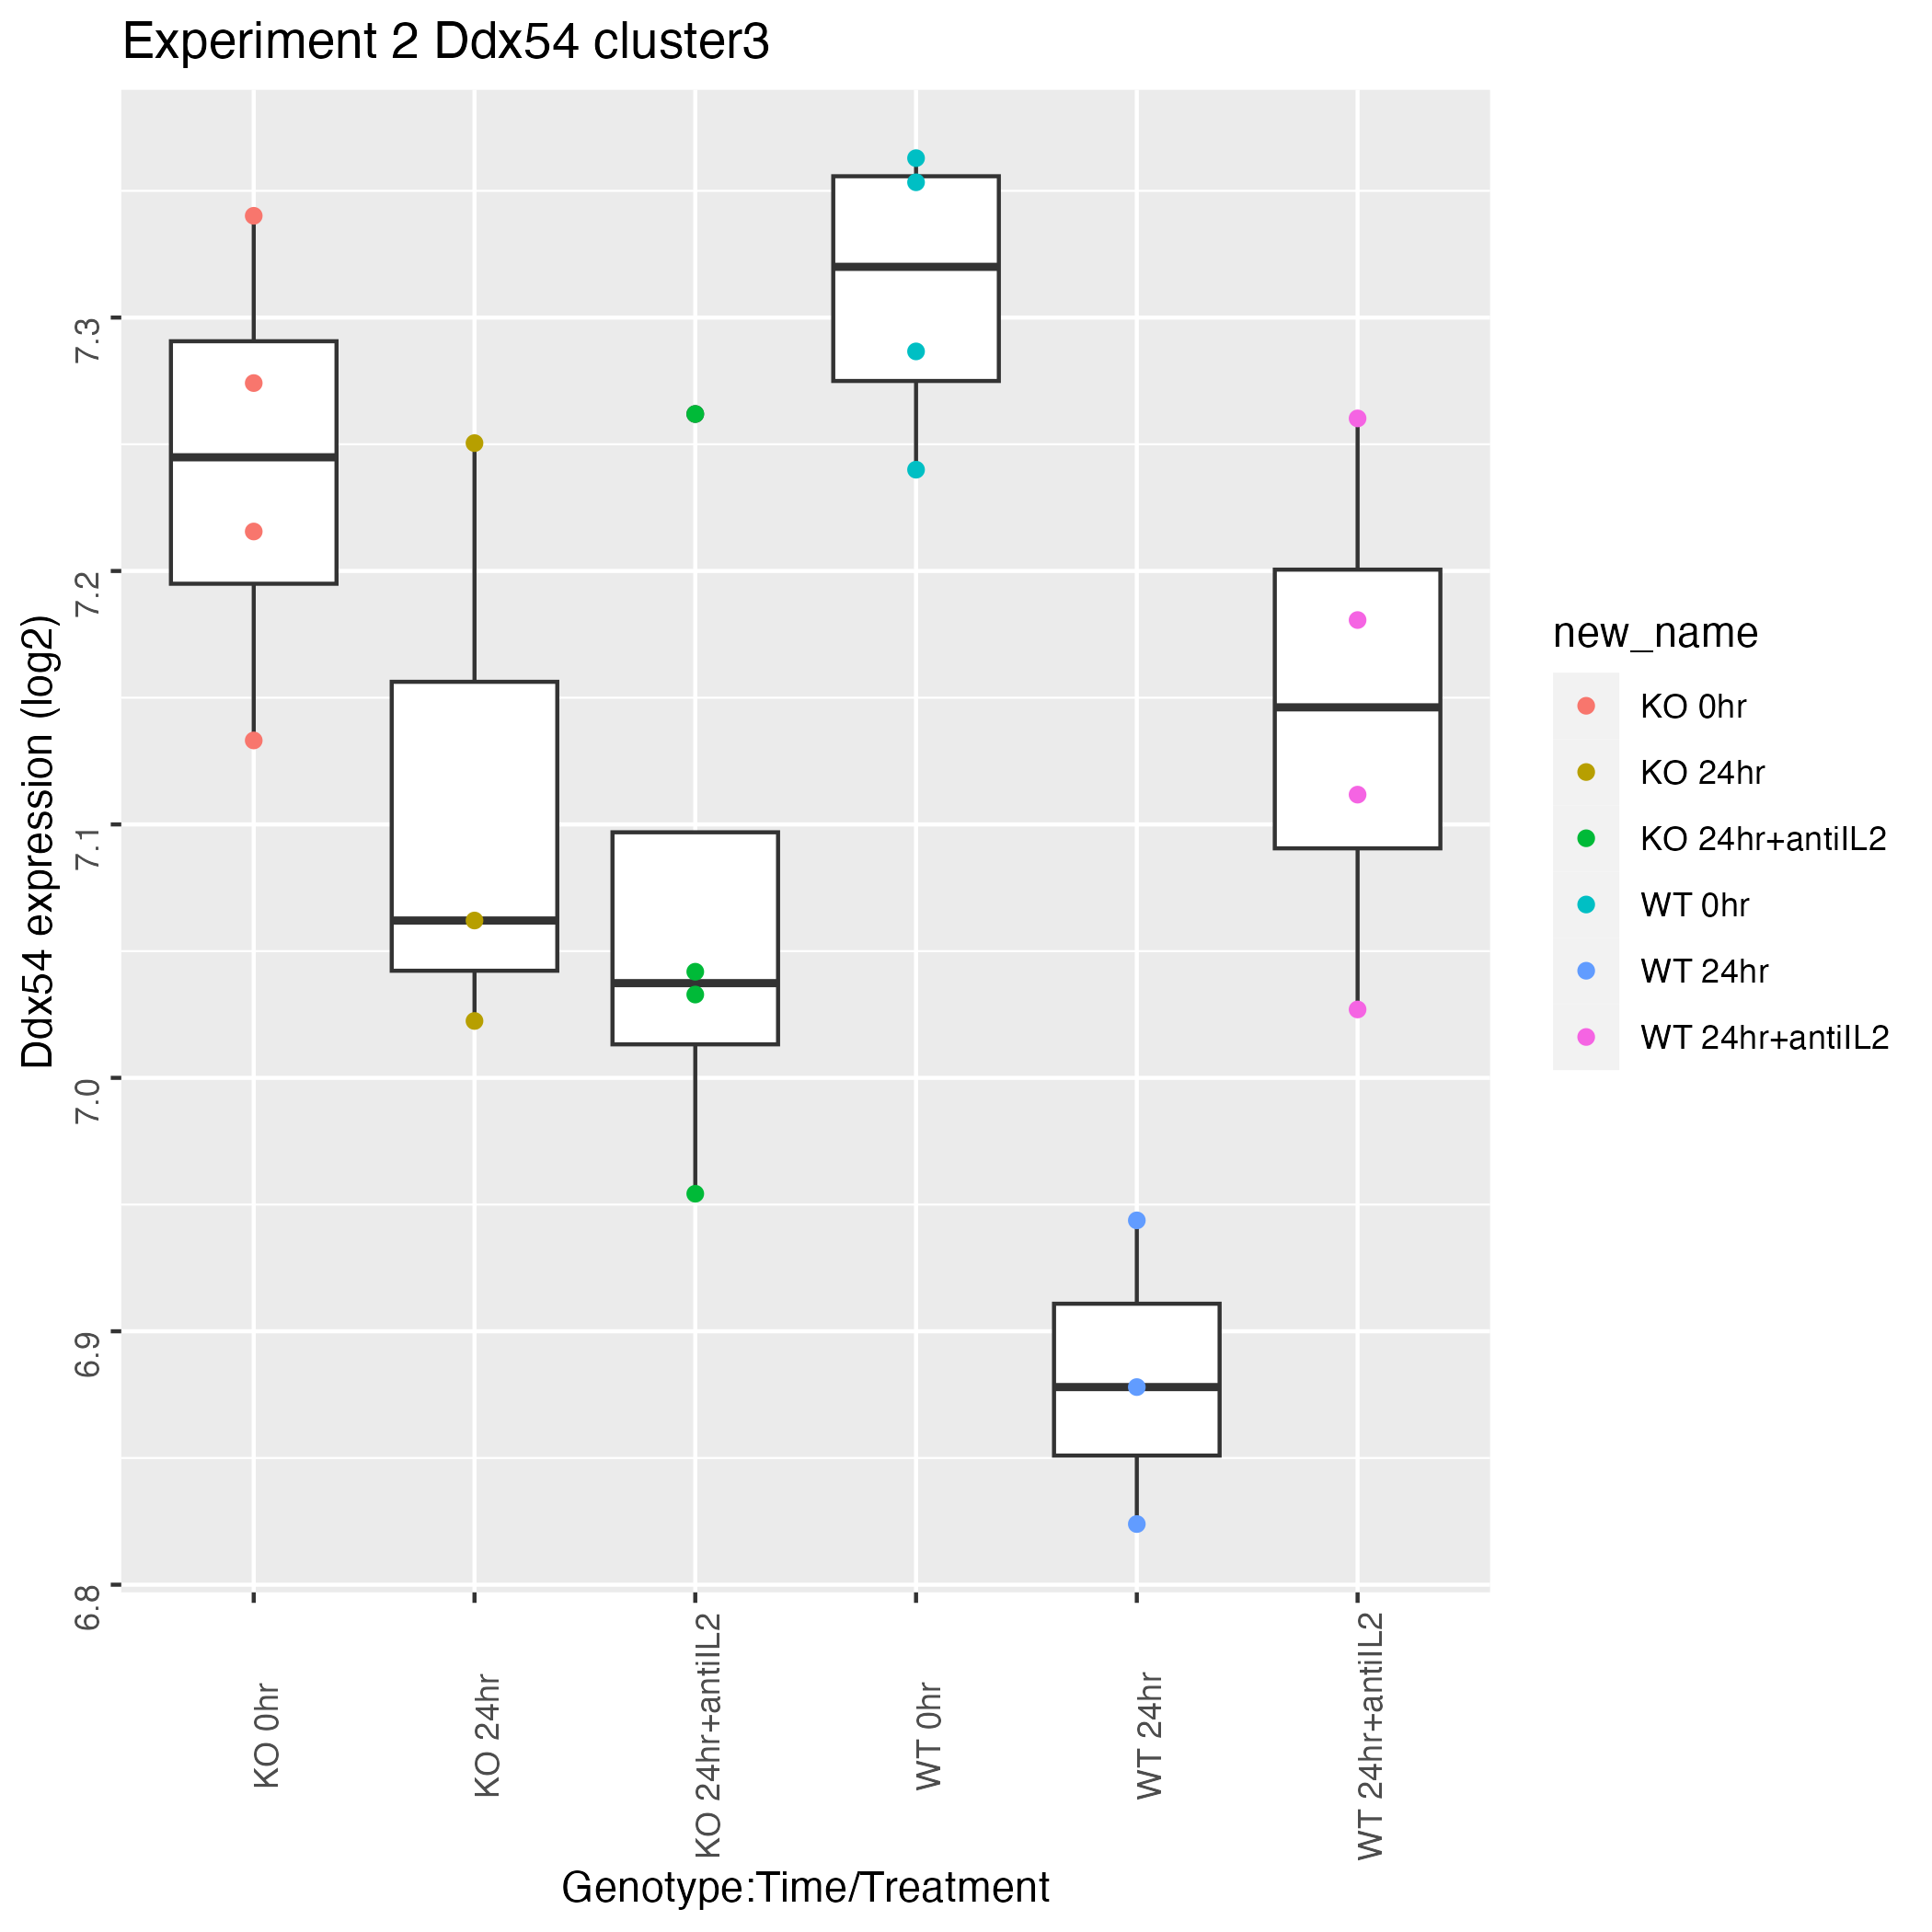 Experiment 2 Ddx54 cluster3
Ddx54 expression (log2)
7.3
7.2
7.1
7.0
6.9
6.8
KO 0hr
KO 24hr
KO 24hr+antiIL2
WT 0hr
WT 24hr
WT 24hr+antiIL2
Genotype:Time/Treatment
new_name
KO 0hr
KO 24hr
KO 24hr+antiIL2
WT 0hr
WT 24hr
WT 24hr+antiIL2